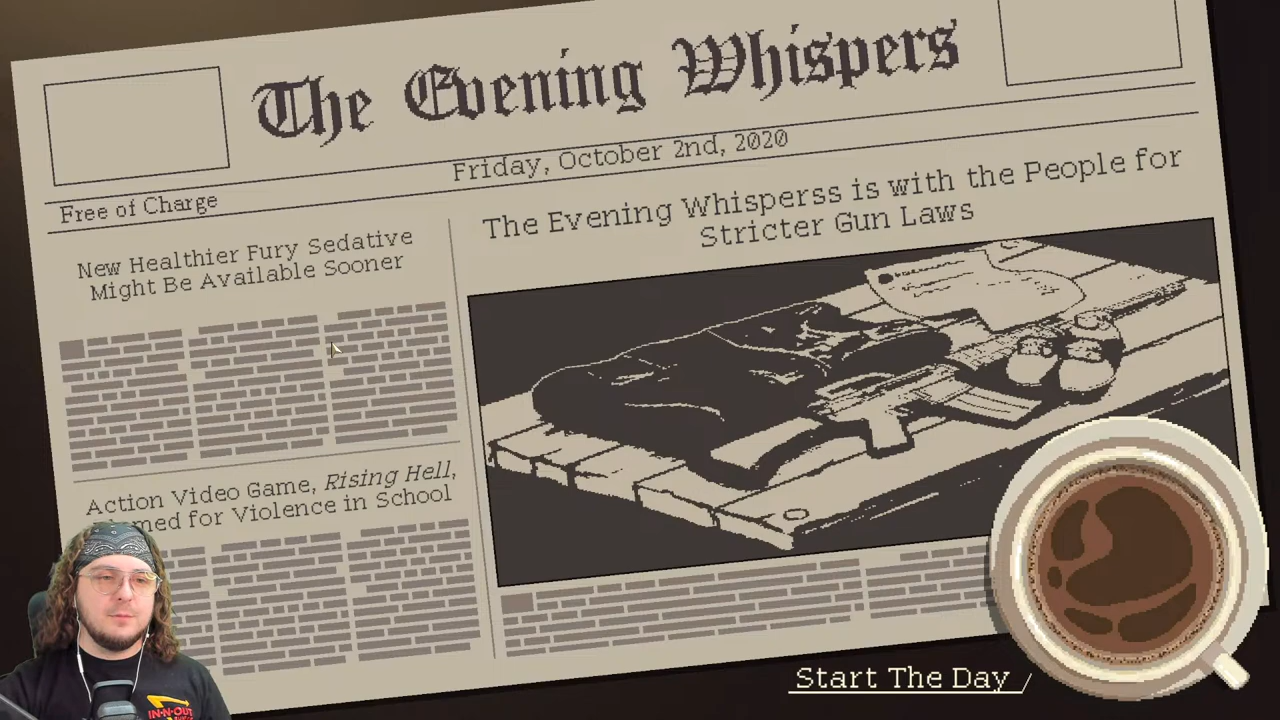 The Evening Whispers
Friday, October 2nd, 2020
Free of Charge
The Evening Whisperss is with the People for
Stricter Gun Laws
New Healthier Fury Sedative
Might Be Available Sooner
Action Video Game, Rising Hell,
for Violence in School
Start The Day
IN-N-OUT